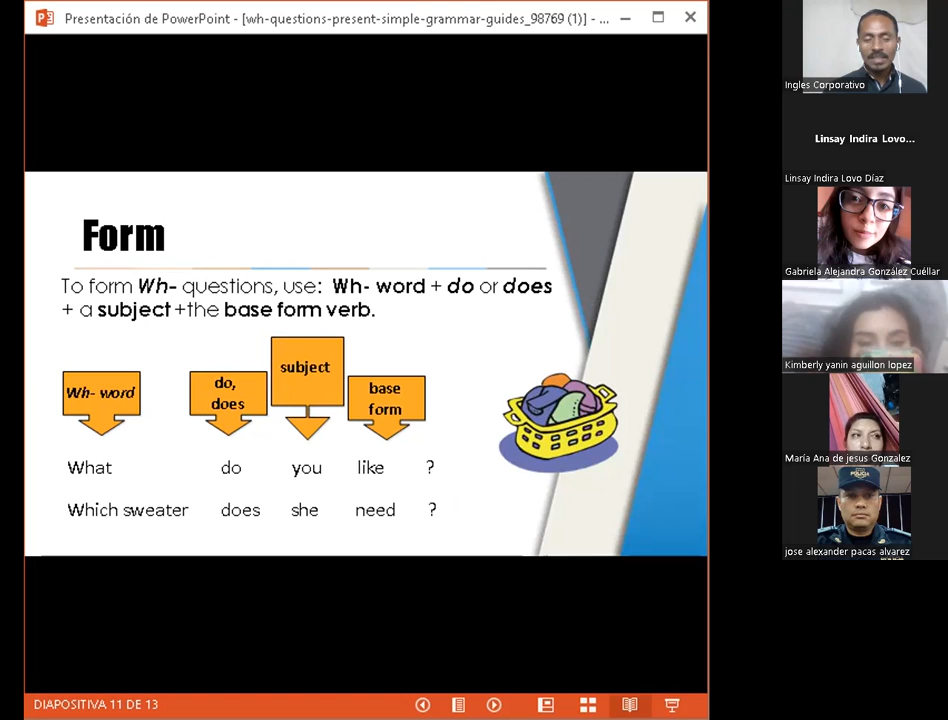 Presentación de PowerPoint - [wh-questions-present-simple-grammar-guides_98769 (1)] - ...
Form
To form Wh- questions, use: Wh- word + do or does
+ a subject +the base form verb.
Wh- word
do,
does
subject
base
form
What do you like ?
Which sweater does she need ?
DIAPOSITIVA 11 DE 13
Ingles Corporativo
Linsay Indira Lovo...
Linsay Indira Lovo Díaz
Gabriela Alejandra González Cuéllar
Kimberly yanin aguillon lopez
María Ana de jesus Gonzalez
POLICIA
jose alexander pacas alvarez